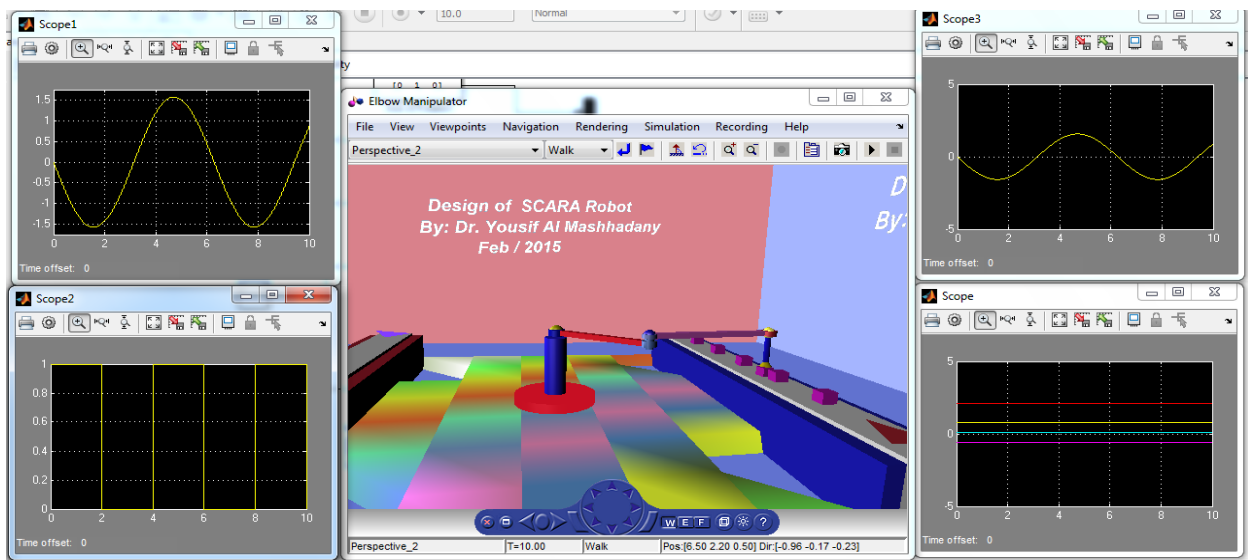 Scope1
10.0
Normal
ty
[0 1 0]
1.5
1
0.5
0
-0.5
-1
-1.5
0 2 4 6 8 10
Time offset: 0
Scope2
1
0.8
0.6
0.4
0.2
0
0 2 4 6 8 10
Time offset: 0
Elbow Manipulator
File View Viewpoints Navigation Rendering Simulation Recording Help
Perspective_2 Walk
Design of SCARA Robot
By: Dr. Yousif Al Mashhadany
Feb / 2015
D
By:
W E F ?
Perspective_2 T=10.00 Walk Pos:[6.50 2.20 0.50] Dir:[-0.96 -0.17 -0.23]
Scope3
5
0
-5
0 2 4 6 8 10
Time offset: 0
Scope
5
0
-5
0 2 4 6 8 10
Time offset: 0